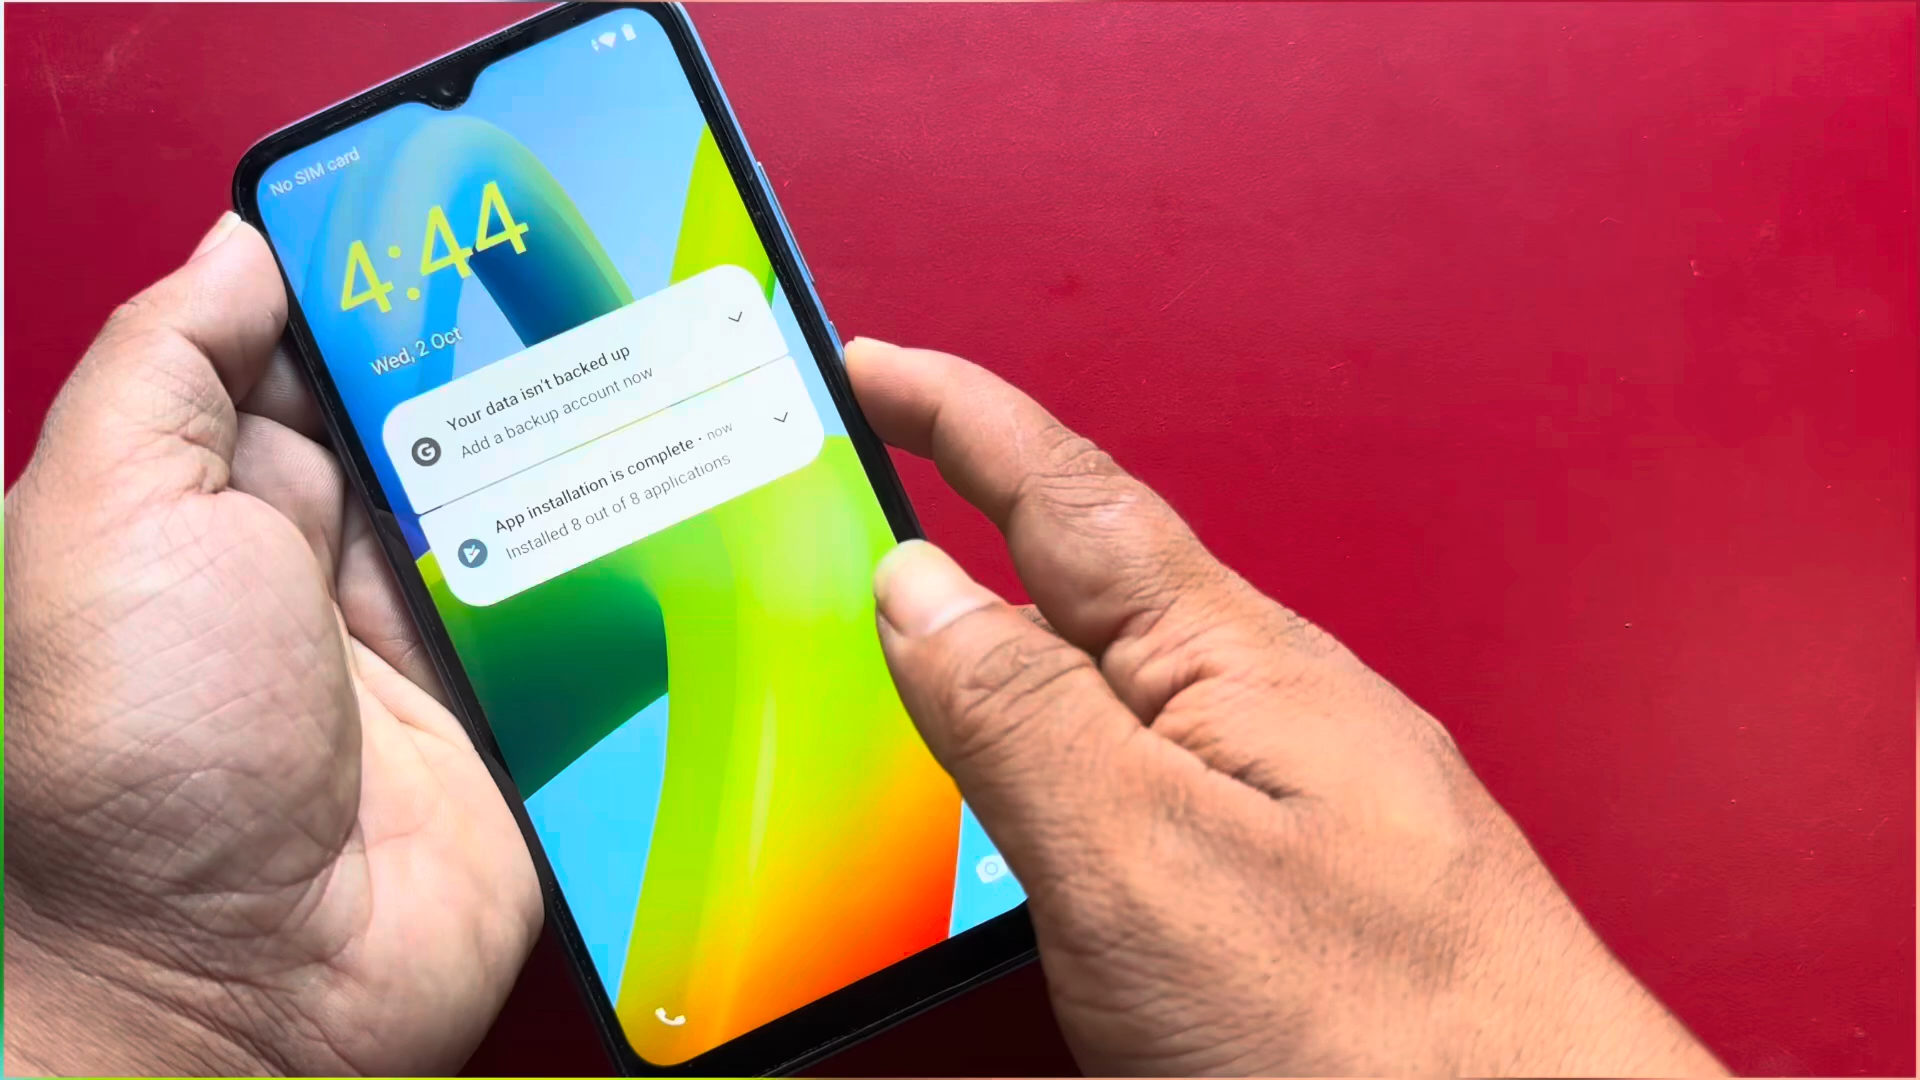 No SIM card
4:44
Wed, 2 Oct
Your data isn't backed up
Add a backup account now
App installation is complete · now
Installed 8 out of 8 applications